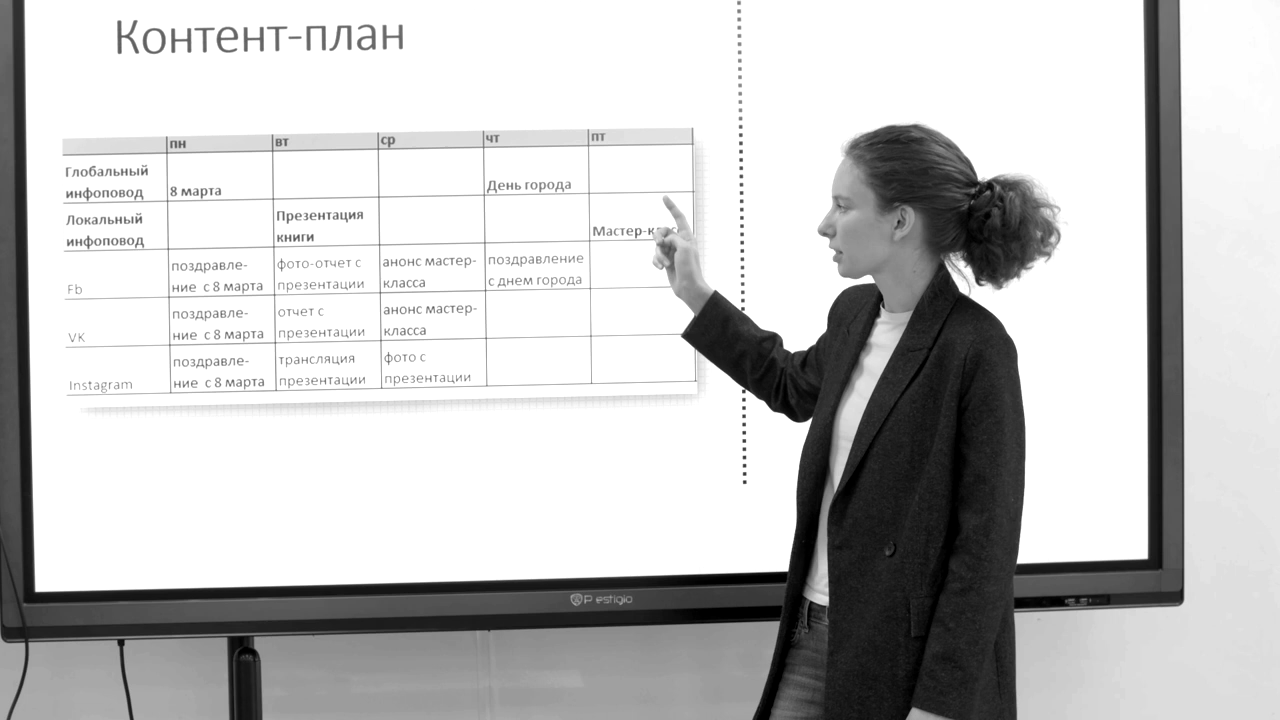 Контент-план
пн вт ср чт пт
Глобальный
инфоповод 8 марта День города
Локальный Презентация
инфоповод книги
поздравле- фото-отчет с анонс мастер- поздравление
Fb ние с 8 марта презентации класса с днем города
поздравле- отчет с анонс мастер-
VK ние с 8 марта презентации класса
поздравле- трансляция фото с
Instagram ние с 8 марта презентации презентации
Prestigio